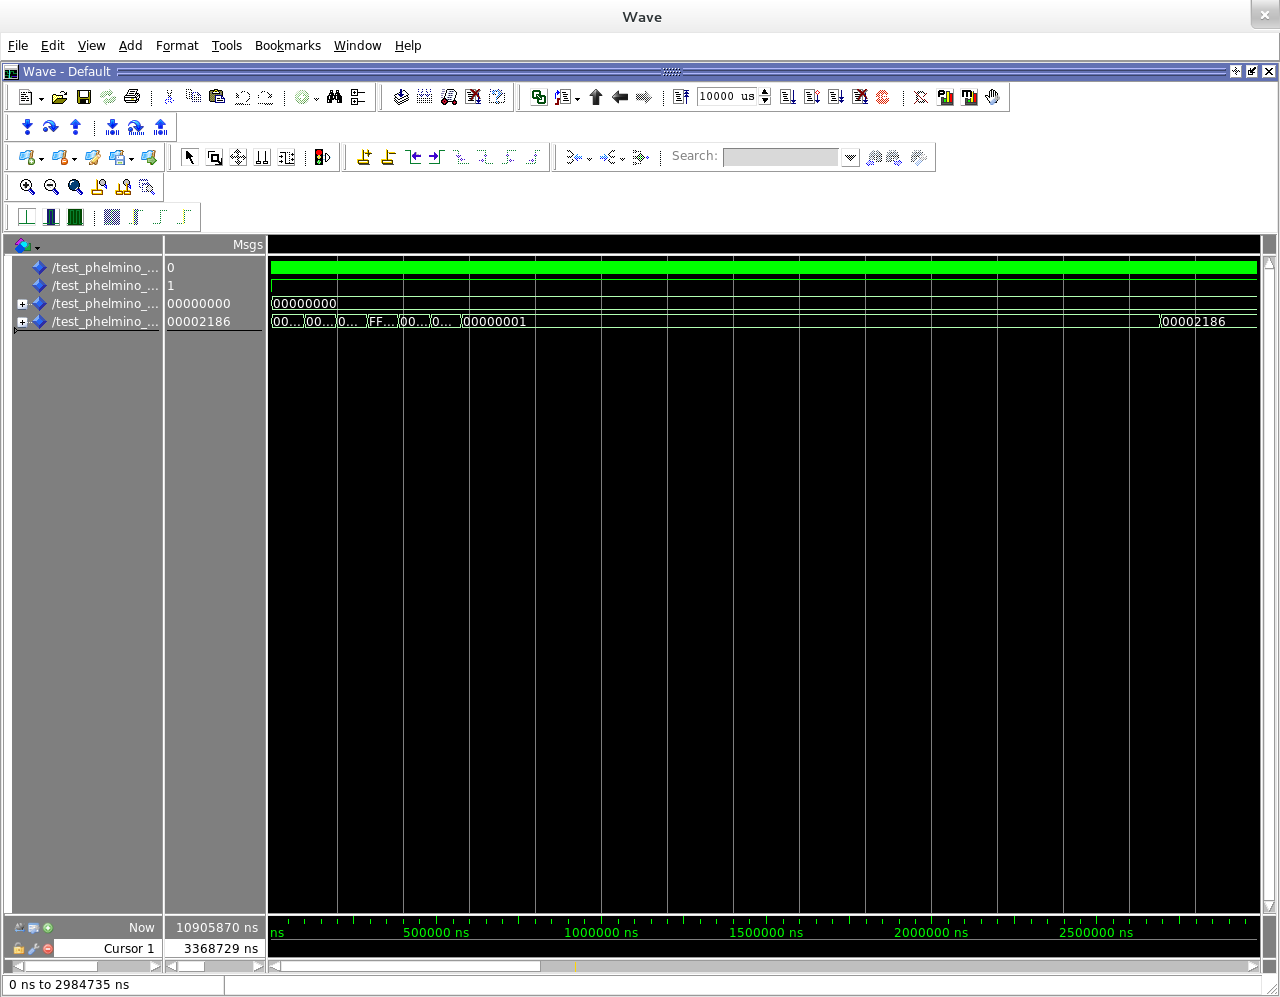 Wave
File Edit View Add Format Tools Bookmarks Window Help
Wave - Default
10000 us
Search:
Msgs
/test_phelmino_... 0
/test_phelmino_... 1
/test_phelmino_... 00000000 00000000
/test_phelmino_... 00002186 00... 00... 0... FF... 00... 0... 00000001 00002186
Now 10905870 ns ns 500000 ns 1000000 ns 1500000 ns 2000000 ns 2500000 ns
Cursor 1 3368729 ns
0 ns to 2984735 ns